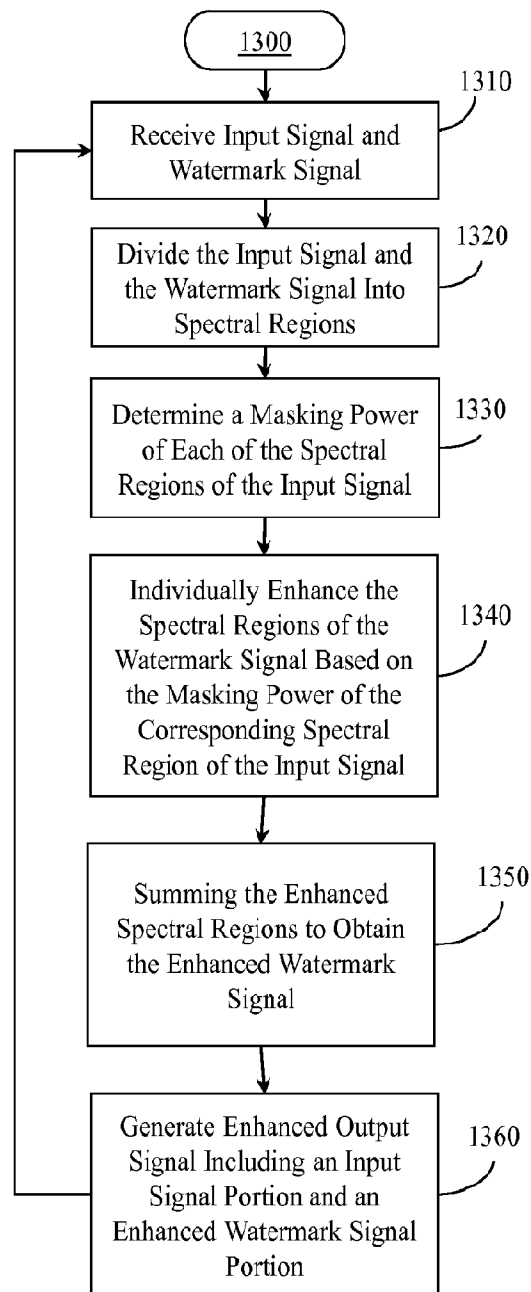 1300
1310
Receive Input Signal and
Watermark Signal
1320
Divide the Input Signal and
the Watermark Signal Into
Spectral Regions
1330
Determine a Masking Power
of Each of the Spectral
Regions of the Input Signal
1340
Individually Enhance the
Spectral Regions of the
Watermark Signal Based on
the Masking Power of the
Corresponding Spectral
Region of the Input Signal
1350
Summing the Enhanced
Spectral Regions to Obtain
the Enhanced Watermark
Signal
1360
Generate Enhanced Output
Signal Including an Input
Signal Portion and an
Enhanced Watermark Signal
Portion